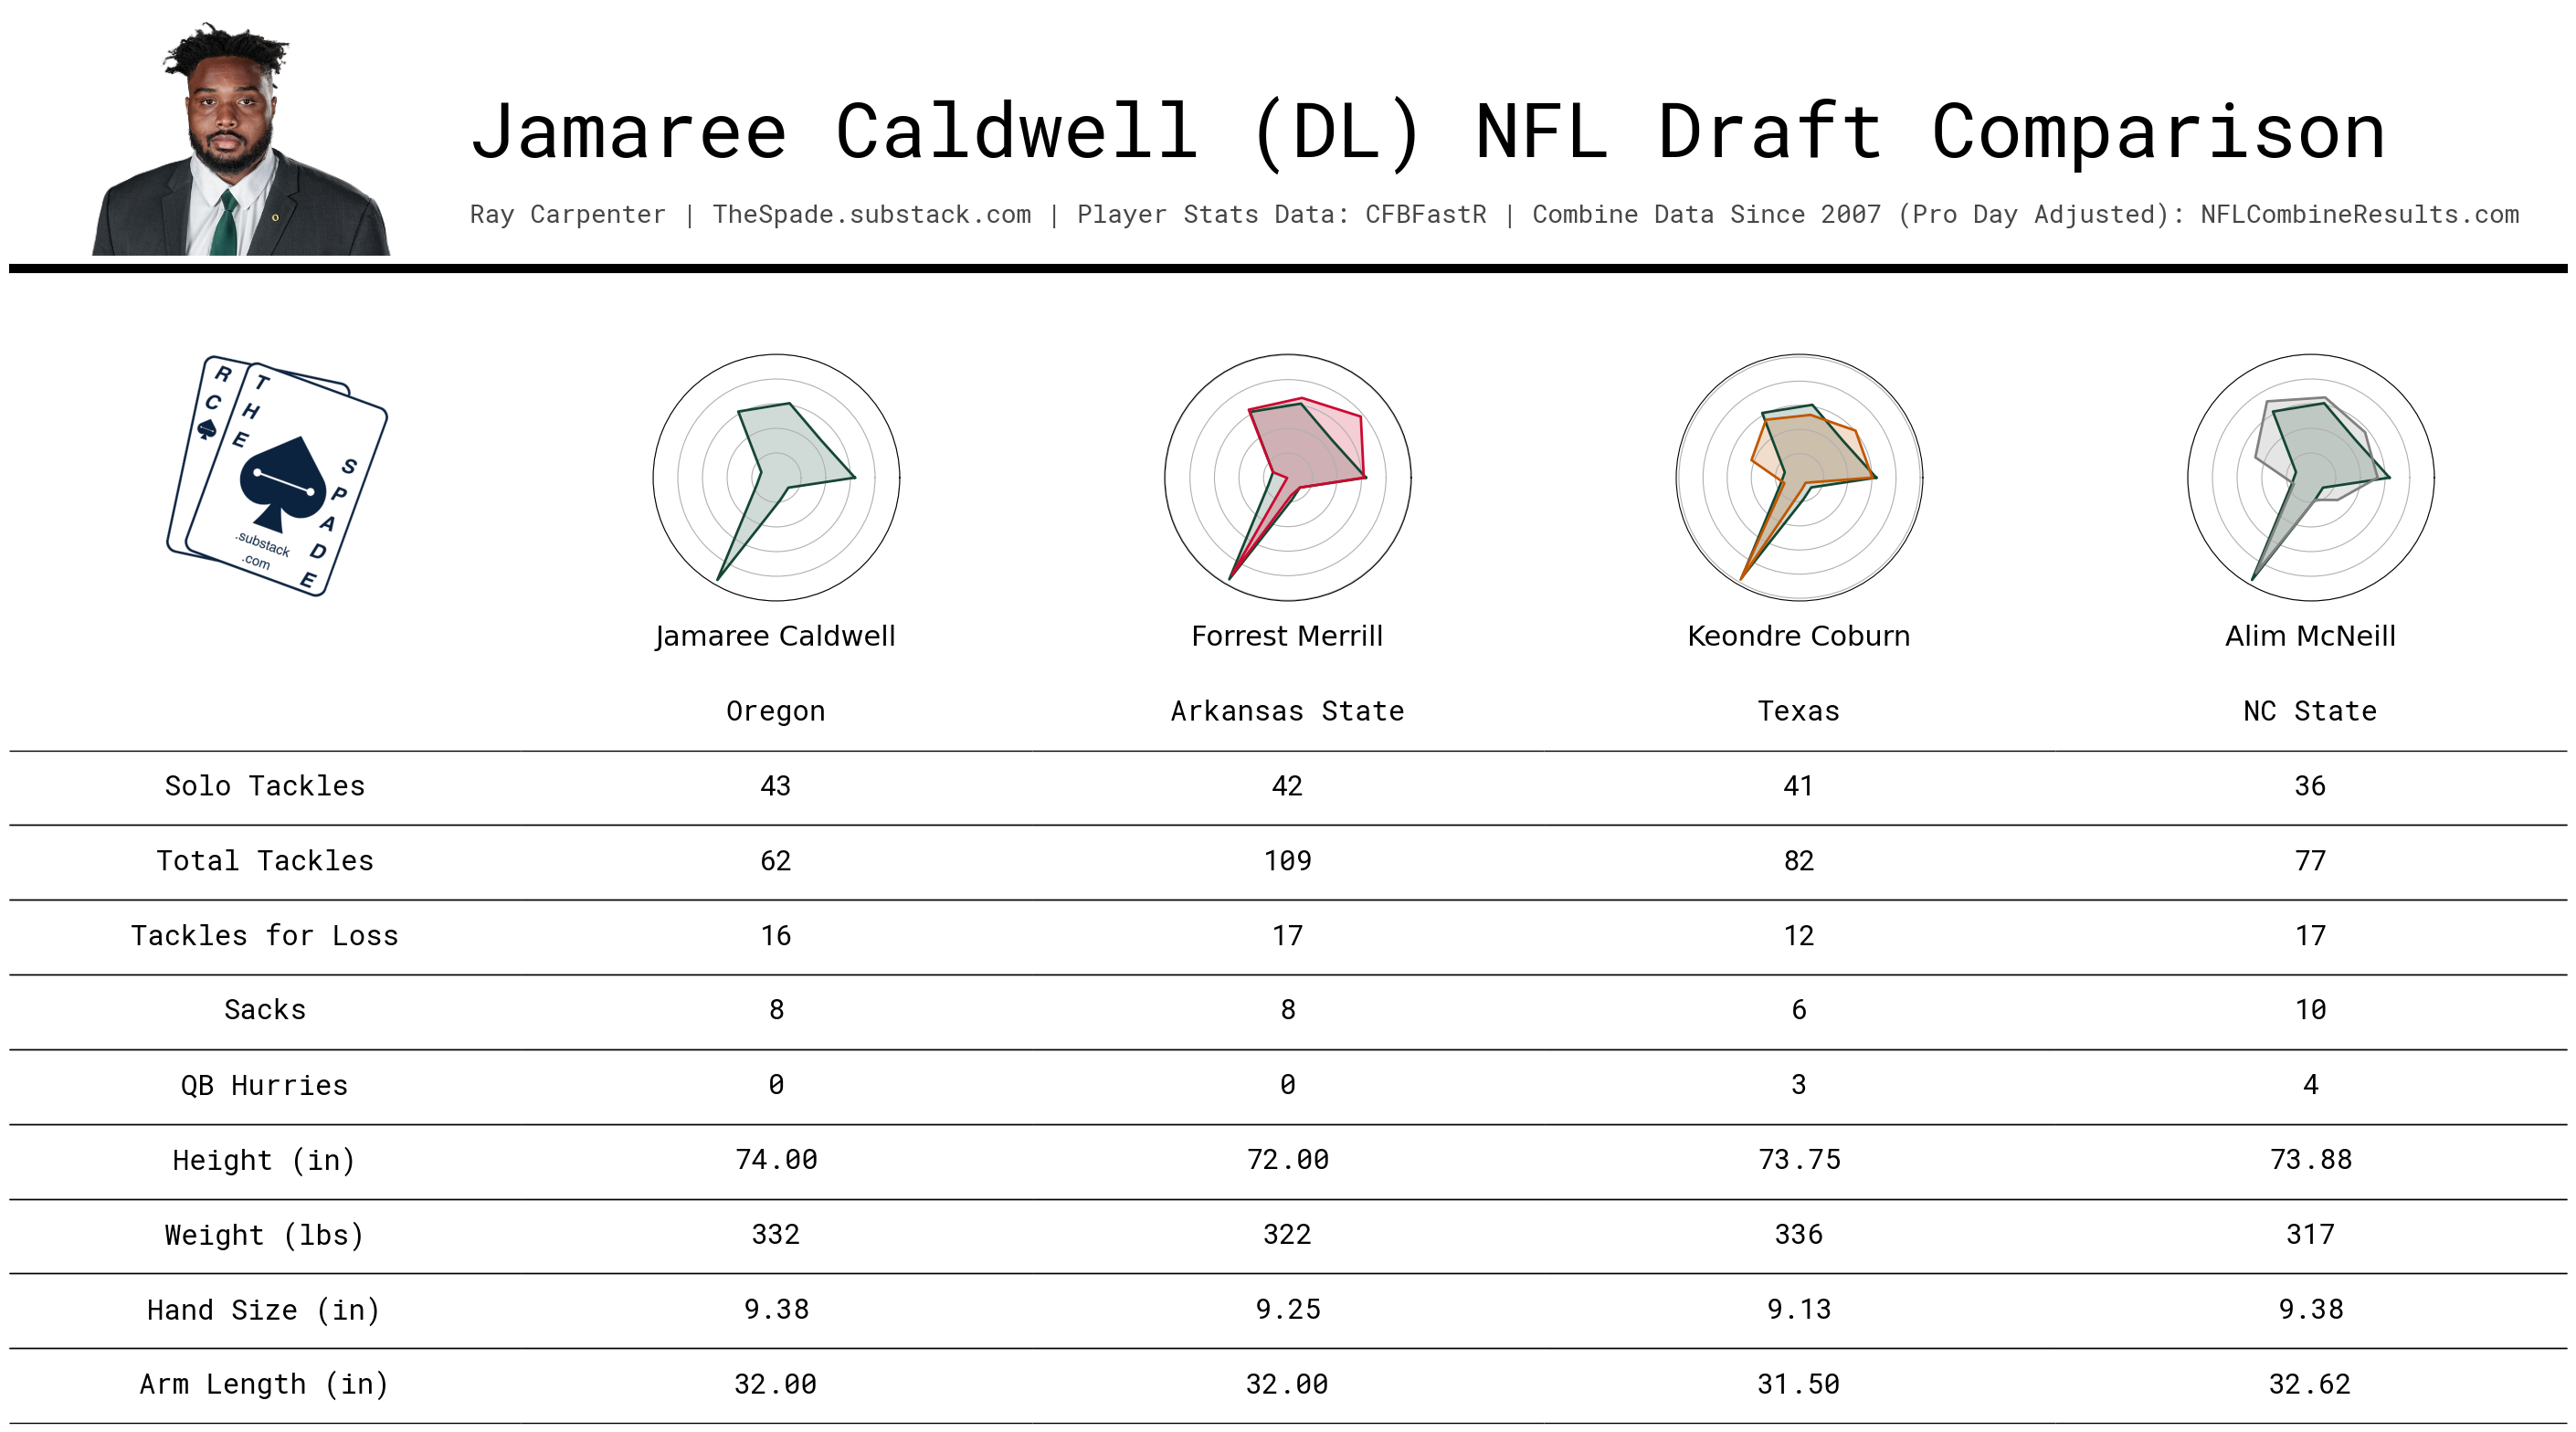 Jamaree Caldwell (DL) NFL Draft Comparison
Ray Carpenter | TheSpade.substack.com | Player Stats Data: CFBFastR | Combine Data Since 2007 (Pro Day Adjusted): NFLCombineResults.com
R C
THE SPADE
.substack
.com
Jamaree Caldwell Forrest Merrill Keondre Coburn Alim McNeill
Oregon Arkansas State Texas NC State
Solo Tackles 43 42 41 36
Total Tackles 62 109 82 77
Tackles for Loss 16 17 12 17
Sacks 8 8 6 10
QB Hurries 0 0 3 4
Height (in) 74.00 72.00 73.75 73.88
Weight (lbs) 332 322 336 317
Hand Size (in) 9.38 9.25 9.13 9.38
Arm Length (in) 32.00 32.00 31.50 32.62